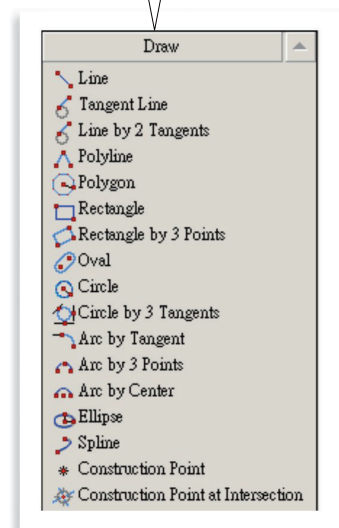 Draw
Line
Tangent Line
Line by 2 Tangents
Polyline
Polygon
Rectangle
Rectangle by 3 Points
Oval
Circle
Circle by 3 Tangents
Arc by Tangent
Arc by 3 Points
Arc by Center
Ellipse
Spline
Construction Point
Construction Point at Intersection